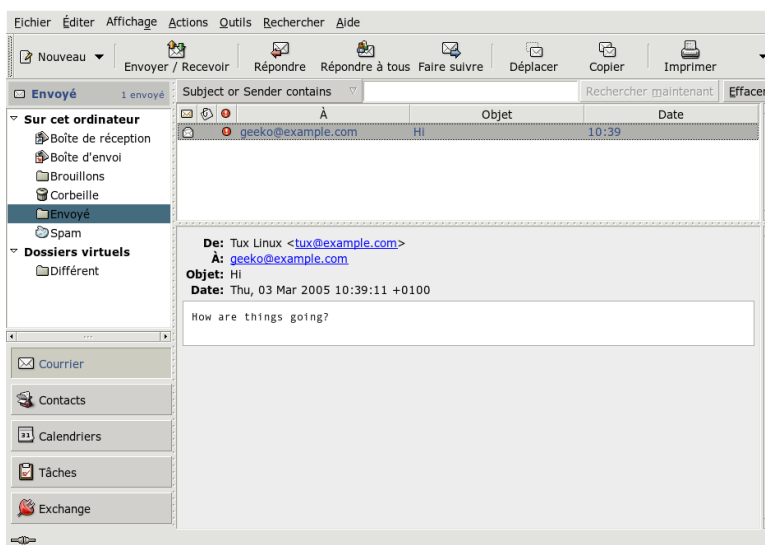 Eichier Éditer Affichage Actions Outils Rechercher Aide
Nouveau Envoyer / Recevoir Répondre Répondre à tous Faire suivre Déplacer Copier Imprimer
Envoyé 1 envoyé
Subject or Sender contains Rechercher maintenant Effacer
Sur cet ordinateur
Boîte de réception
Boîte d'envoi
Brouillons
Corbeille
Envoyé
Spam
Dossiers virtuels
Différent
À Objet Date
geeko@example.com Hi 10:39
De: Tux Linux <tux@example.com>
À: geeko@example.com
Objet: Hi
Date: Thu, 03 Mar 2005 10:39:11 +0100
How are things going?
Courrier
Contacts
31 Calendriers
Tâches
Exchange